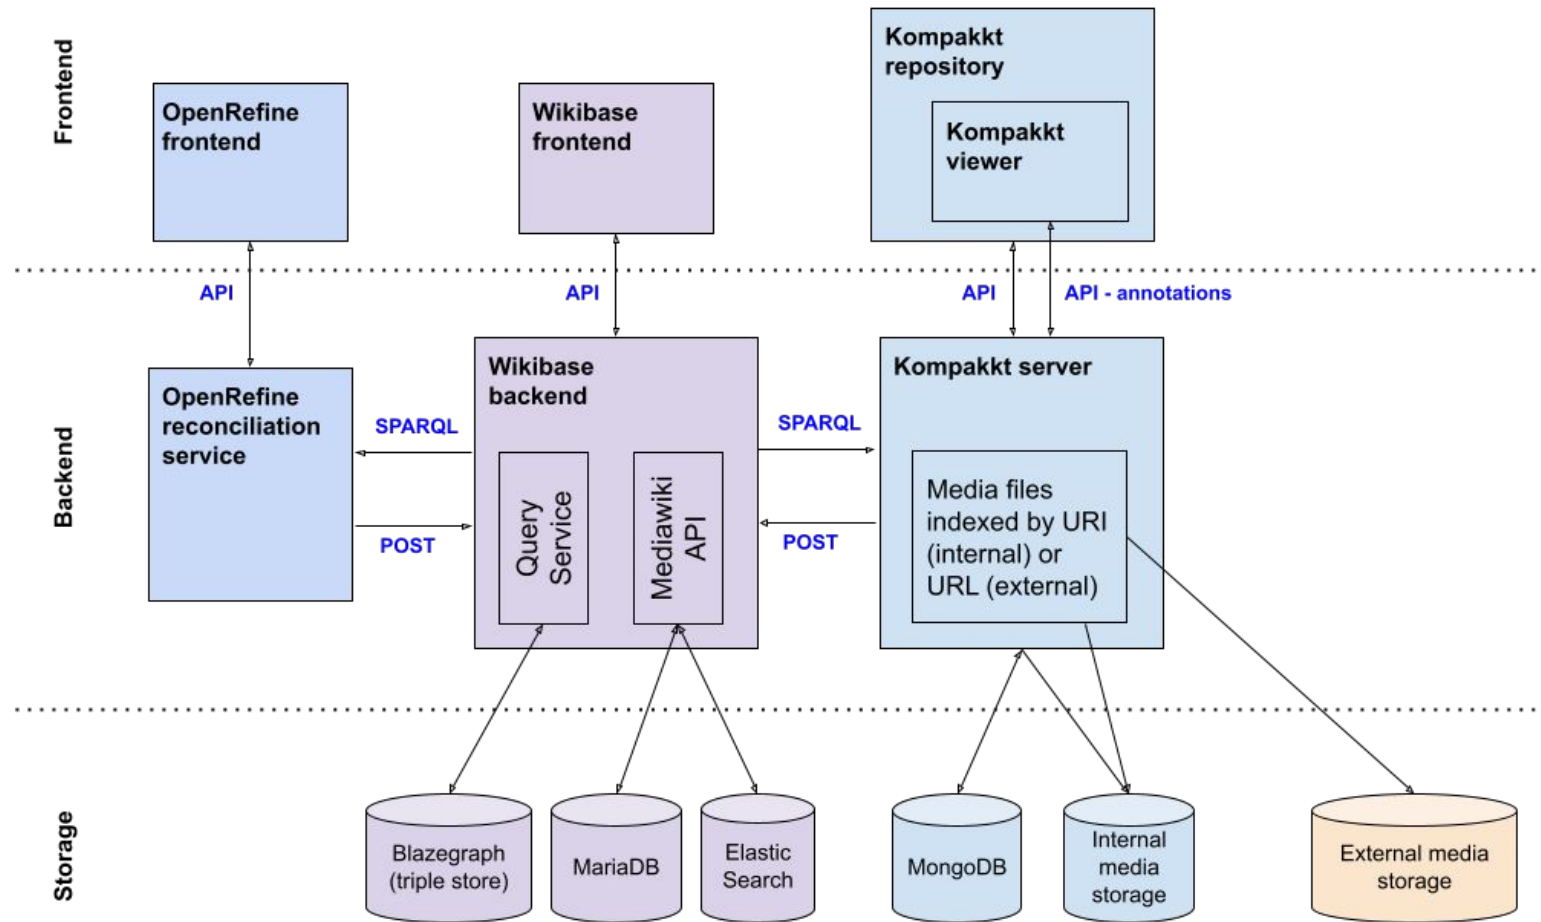 Frontend
OpenRefine
frontend
Wikibase
frontend
Kompakkt
repository
Kompakkt
viewer
API
API
API
API - annotations
Backend
OpenRefine
reconciliation
service
SPARQL
POST
Wikibase
backend
Query
Service
Mediawiki
API
SPARQL
POST
Kompakkt server
Media files
indexed by URI
(internal) or
URL (external)
Storage
Blazegraph
(triple store)
MariaDB
Elastic
Search
MongoDB
Internal
media
storage
External media
storage